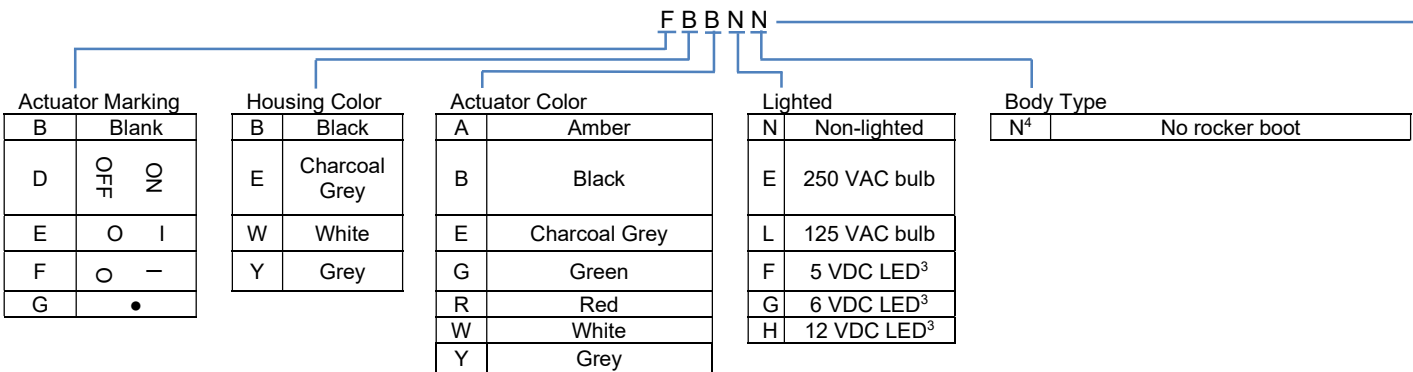 F B B N N
Actuator Marking
B Blank
D OFF ON
E O I
F O —
G ●
Housing Color
B Black
E Charcoal Grey
W White
Y Grey
Actuator Color
A Amber
B Black
E Charcoal Grey
G Green
R Red
W White
Y Grey
Lighted
N Non-lighted
E 250 VAC bulb
L 125 VAC bulb
F 5 VDC LED³
G 6 VDC LED³
H 12 VDC LED³
Body Type
N⁴ No rocker boot